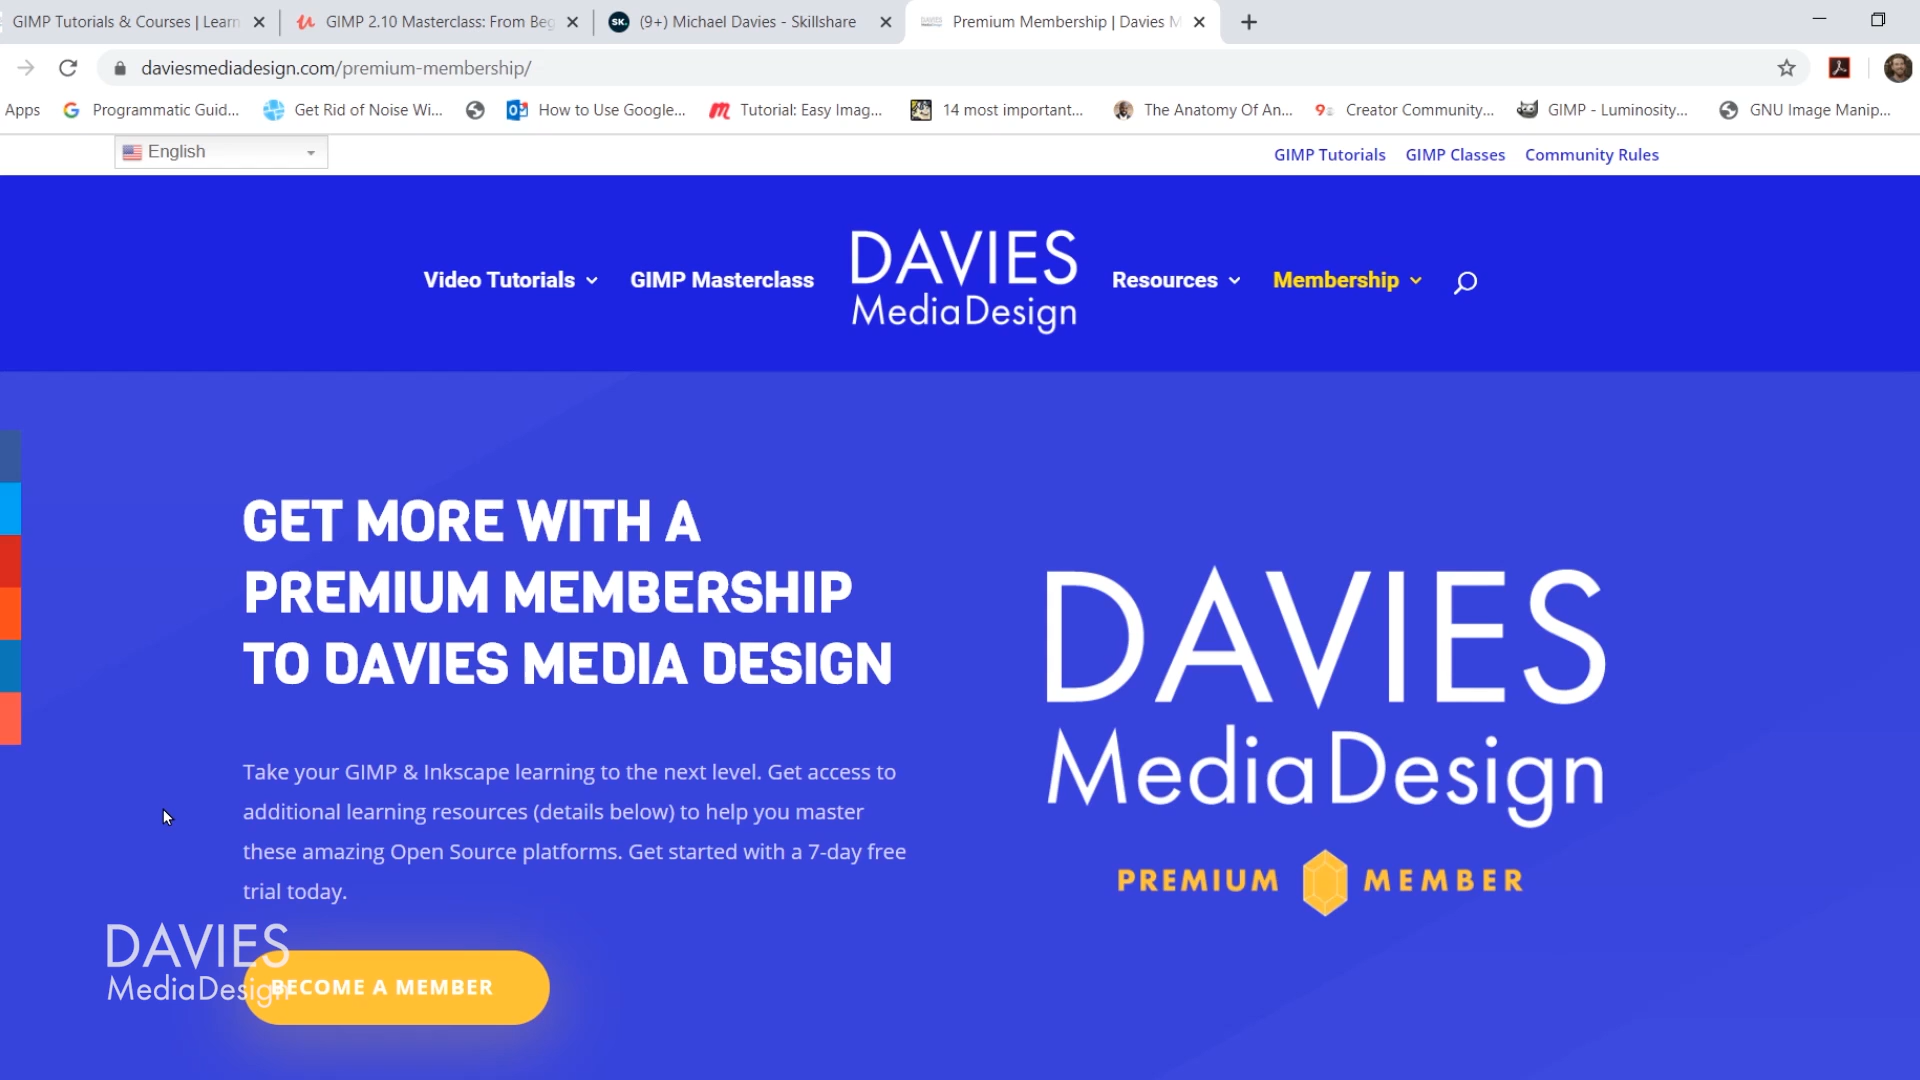 GIMP Tutorials & Courses | Learn
GIMP 2.10 Masterclass: From Beg
SK.
(9+) Michael Davies - Skillshare
Premium Membership | Davies M
daviesmediadesign.com/premium-membership/
Apps
Programmatic Guid...
Get Rid of Noise Wi...
How to Use Google...
Tutorial: Easy Imag...
14 most important...
The Anatomy Of An...
Creator Community...
GIMP - Luminosity...
GNU Image Manip...
English
GIMP Tutorials
GIMP Classes
Community Rules
Video Tutorials
GIMP Masterclass
DAVIES
MediaDesign
Resources
Membership
GET MORE WITH A
PREMIUM MEMBERSHIP
TO DAVIES MEDIA DESIGN
Take your GIMP & Inkscape learning to the next level. Get access to
additional learning resources (details below) to help you master
these amazing Open Source platforms. Get started with a 7-day free
trial today.
BECOME A MEMBER
DAVIES
MediaDesign
PREMIUM MEMBER
DAVIES
MediaDesign